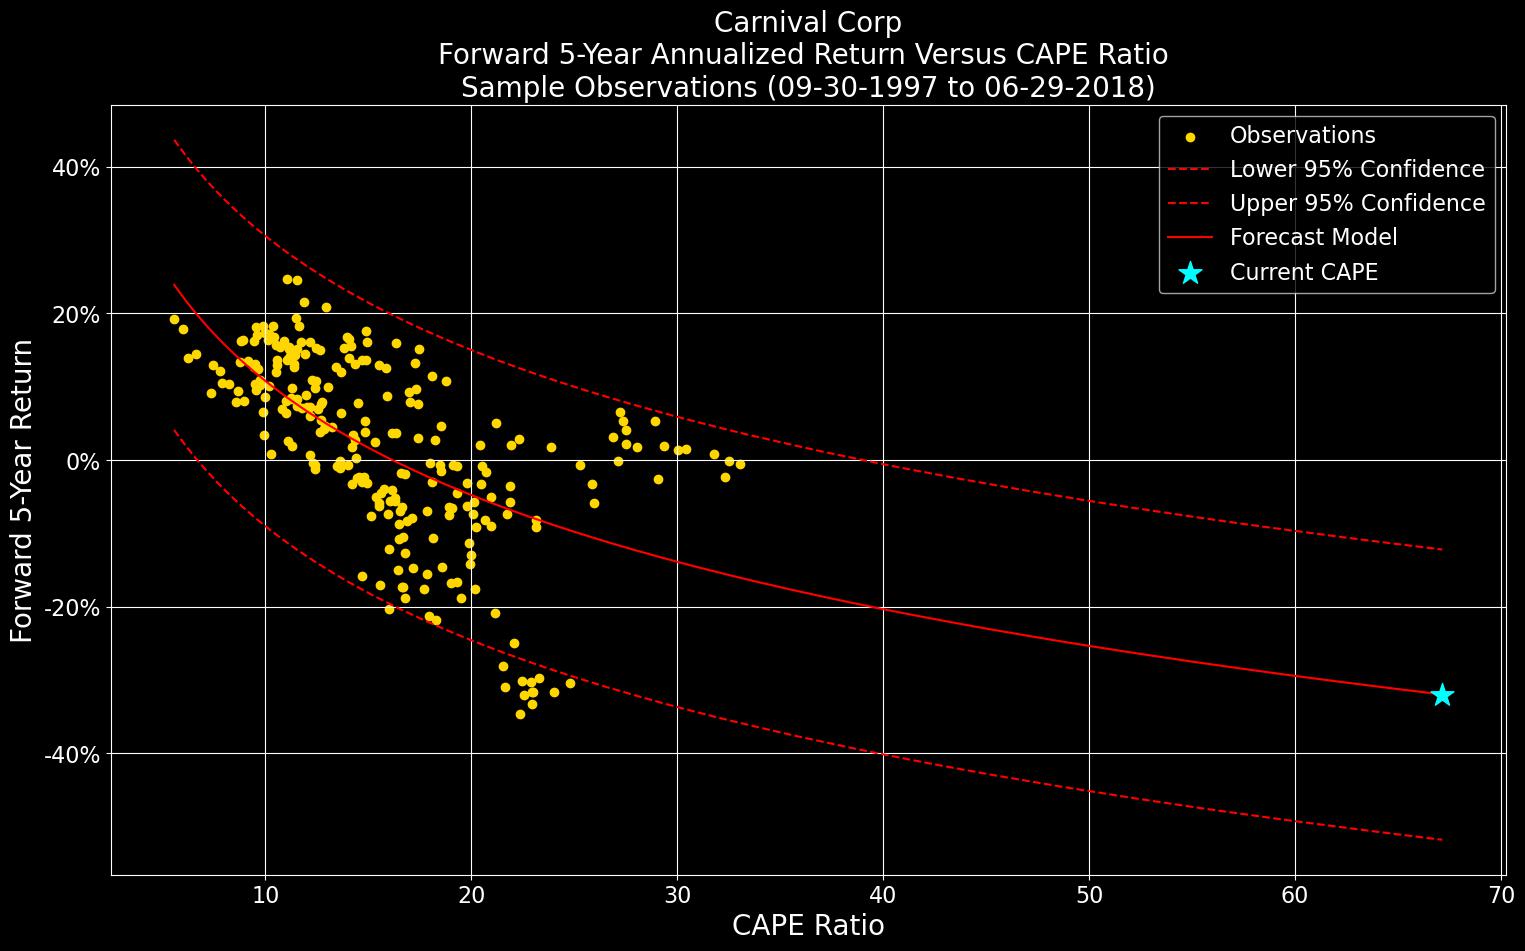 Carnival Corp
Forward 5-Year Annualized Return Versus CAPE Ratio
Sample Observations (09-30-1997 to 06-29-2018)
Observations
Lower 95% Confidence
Upper 95% Confidence
Forecast Model
Current CAPE
Forward 5-Year Return
40%
20%
0%
-20%
-40%
10 20 30 40 50 60 70
CAPE Ratio